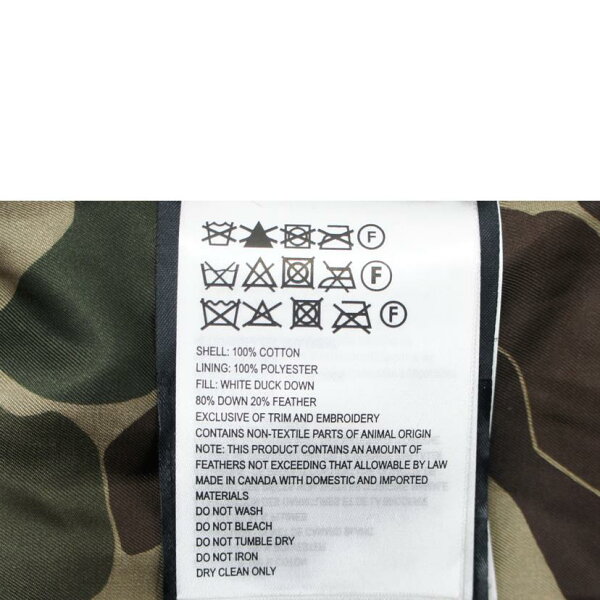 F
F
F
SHELL: 100% COTTON
LINING: 100% POLYESTER
FILL: WHITE DUCK DOWN
80% DOWN 20% FEATHER
EXCLUSIVE OF TRIM AND EMBROIDERY
CONTAINS NON-TEXTILE PARTS OF ANIMAL ORIGIN
NOTE: THIS PRODUCT CONTAINS AN AMOUNT OF
FEATHERS NOT EXCEEDING THAT ALLOWABLE BY LAW
MADE IN CANADA WITH DOMESTIC AND IMPORTED
MATERIALS
DO NOT WASH
DO NOT BLEACH
DO NOT TUMBLE DRY
DO NOT IRON
DRY CLEAN ONLY